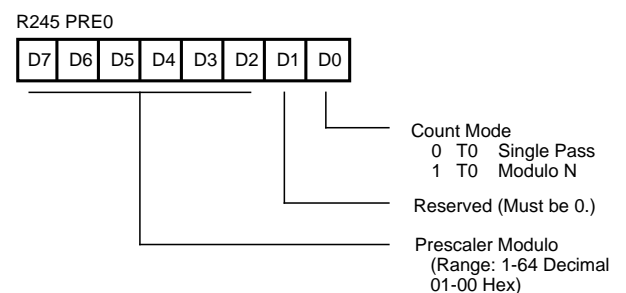 R245 PRE0
D7 D6 D5 D4 D3 D2 D1 D0
Count Mode
0 T0 Single Pass
1 T0 Modulo N
Reserved (Must be 0.)
Prescaler Modulo
(Range: 1-64 Decimal
01-00 Hex)